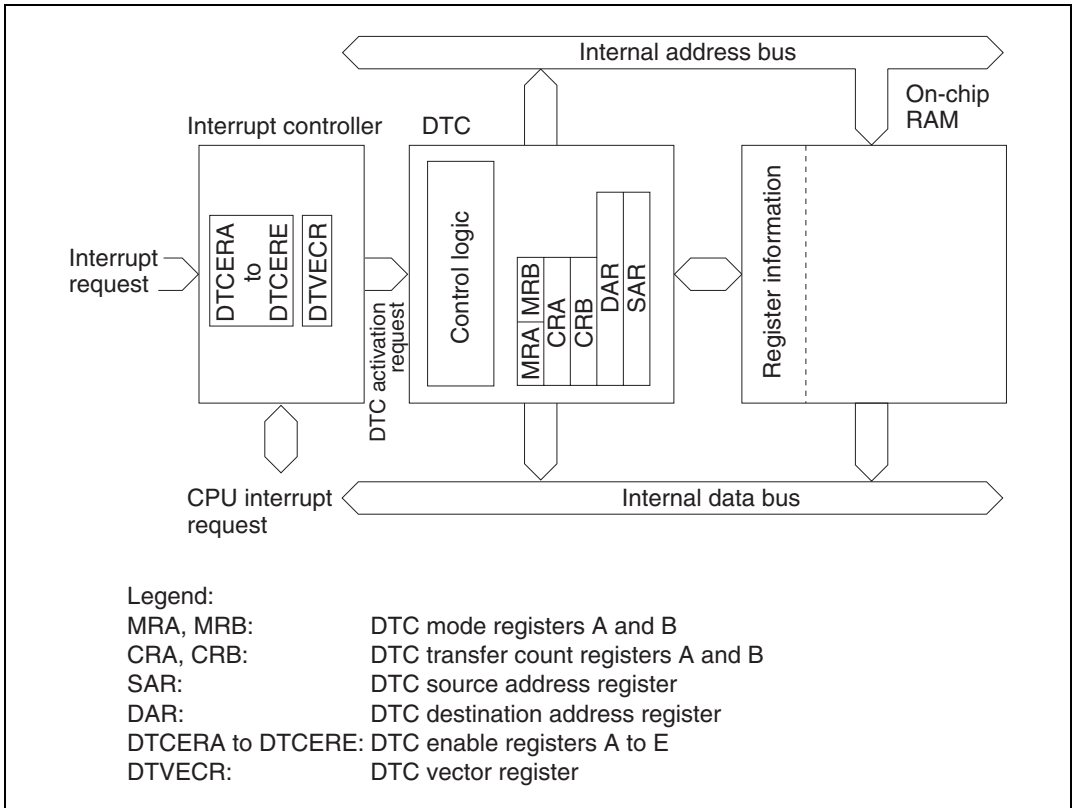 Internal address bus
On-chip
RAM
Interrupt controller
DTC
Interrupt
request
DTCERA
to
DTCERE
DTVECR
DTC activation
request
Control logic
MRA
MRB
CRA
CRB
DAR
SAR
Register information
CPU interrupt
request
Internal data bus
Legend:
MRA, MRB: DTC mode registers A and B
CRA, CRB: DTC transfer count registers A and B
SAR: DTC source address register
DAR: DTC destination address register
DTCERA to DTCERE: DTC enable registers A to E
DTVECR: DTC vector register